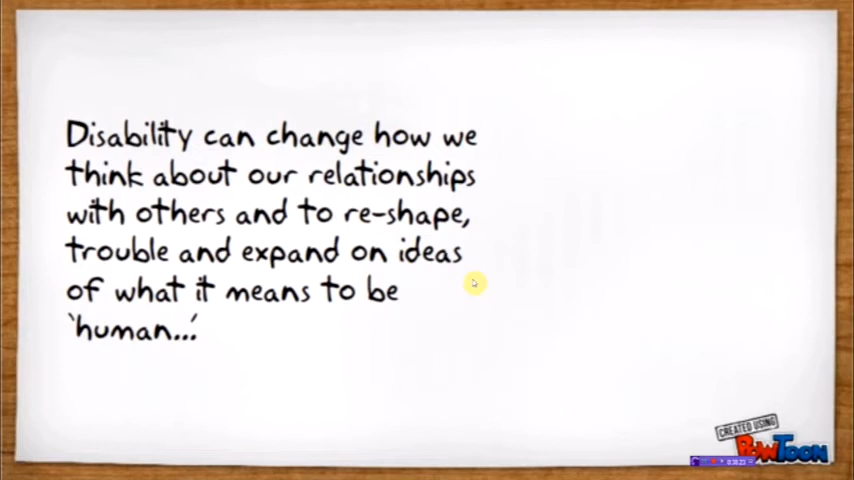 Disability can change how we
think about our relationships
with others and to re-shape,
trouble and expand on ideas
of what it means to be
'human...'
CREATED USING
POWTOON